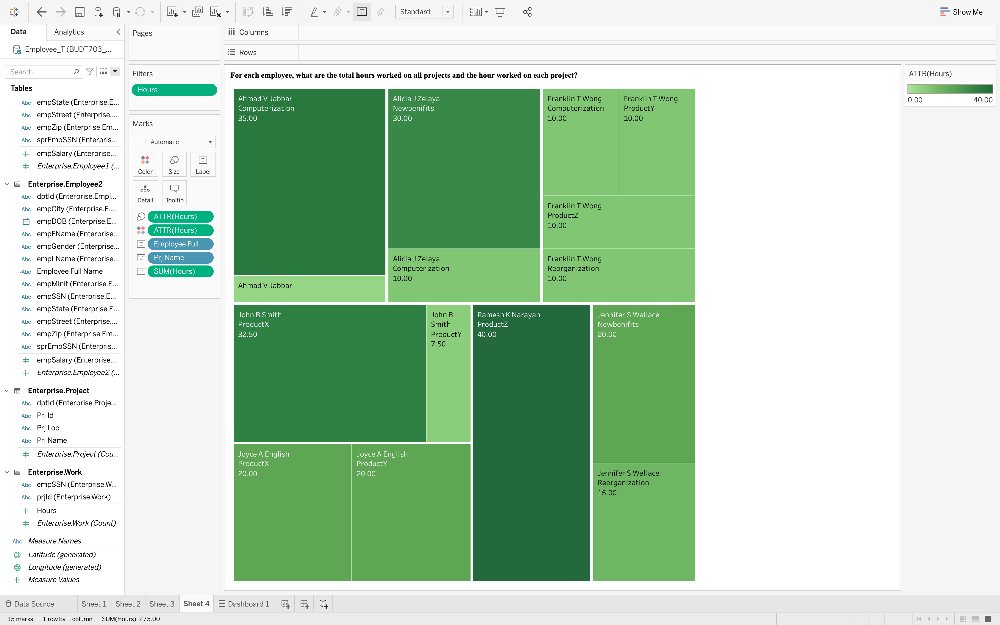 Standard
Show Me
Data
Analytics
Employee_T (BUDT703_...
Search
Tables
Abc empState (Enterprise.E...
Abc empStreet (Enterprise....
Abc empZip (Enterprise.Em...
Abc sprEmpSSN (Enterpris...
empSalary (Enterprise....
Enterprise.Employee1 (...
Enterprise.Employee2
Abc dptId (Enterprise.Empl...
Abc empCity (Enterprise.E...
empDOB (Enterprise.E...
Abc empFName (Enterprise...
Abc empGender (Enterprise...
Abc empLName (Enterprise...
=Abc Employee Full Name
Abc empMInit (Enterprise.E...
Abc empSSN (Enterprise.E...
Abc empState (Enterprise.E...
Abc empStreet (Enterprise....
Abc empZip (Enterprise.Em...
Abc sprEmpSSN (Enterpris...
empSalary (Enterprise....
Enterprise.Employee2 (...
Enterprise.Project
Abc dptId (Enterprise.Proje...
Abc Prj Id
Abc Prj Loc
Abc Prj Name
Enterprise.Project (Cou...
Enterprise.Work
Abc empSSN (Enterprise.W...
Abc prjId (Enterprise.Work)
Hours
Enterprise.Work (Count)
Abc Measure Names
Latitude (generated)
Longitude (generated)
Measure Values
Pages
Filters
Hours
Marks
Automatic
Color
Size
T
Label
Detail
Tooltip
ATTR(Hours)
ATTR(Hours)
T Employee Full ..
T Prj Name
T SUM(Hours)
Columns
Rows
For each employee, what are the total hours worked on all projects and the hour worked on each project?
Ahmad V Jabbar
Computerization
35.00
Ahmad V Jabbar
Alicia J Zelaya
Newbenifits
30.00
Alicia J Zelaya
Computerization
10.00
Franklin T Wong
Computerization
10.00
Franklin T Wong
ProductY
10.00
Franklin T Wong
ProductZ
10.00
Franklin T Wong
Reorganization
10.00
John B Smith
ProductX
32.50
John B
Smith
ProductY
7.50
Ramesh K Narayan
ProductZ
40.00
Jennifer S Wallace
Newbenifits
20.00
Jennifer S Wallace
Reorganization
15.00
Joyce A English
ProductX
20.00
Joyce A English
ProductY
20.00
ATTR(Hours)
0.00
40.00
Data Source
Sheet 1
Sheet 2
Sheet 3
Sheet 4
Dashboard 1
15 marks
1 row by 1 column
SUM(Hours): 275.00